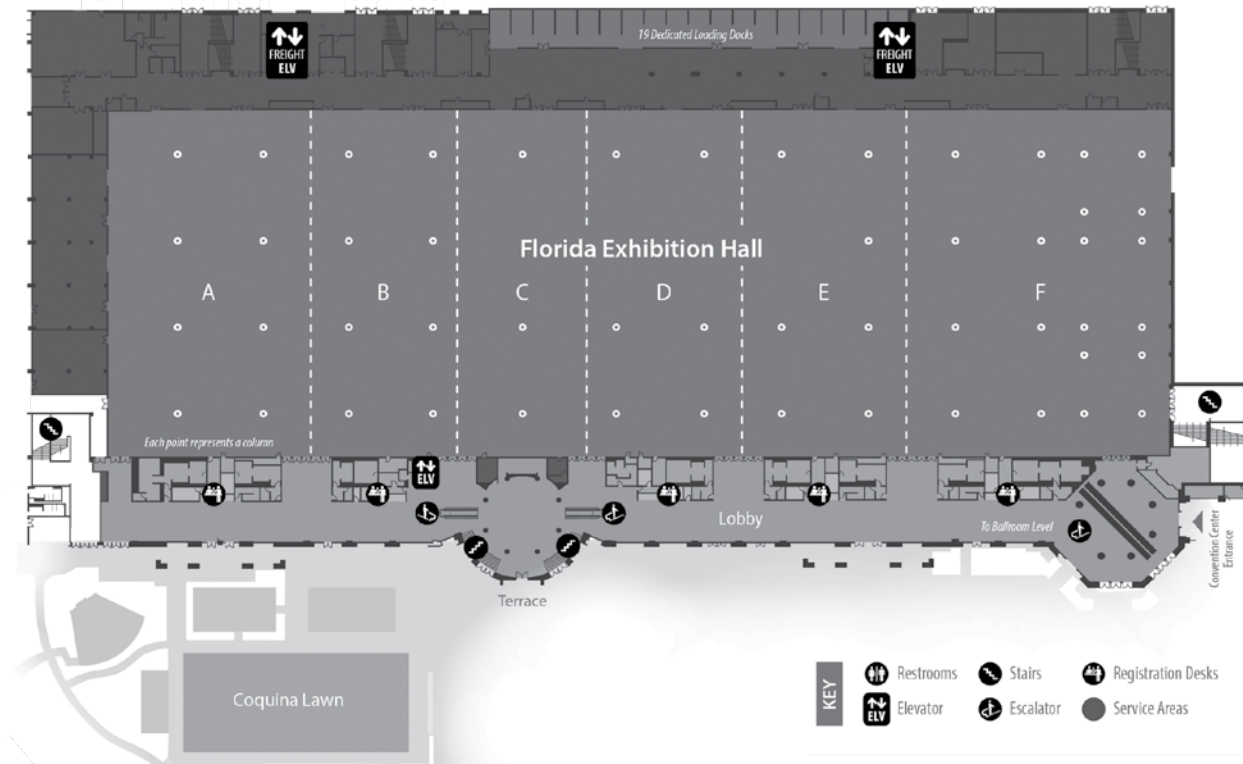 19 Dedicated Loading Docks
FREIGHT
ELV
FREIGHT
ELV
Florida Exhibition Hall
A
B
C
D
E
F
Each point represents a column
ELV
Lobby
To Ballroom Level
Convention Center
Entrance
Terrace
Coquina Lawn
KEY
Restrooms
Stairs
Registration Desks
ELV
Elevator
Escalator
Service Areas